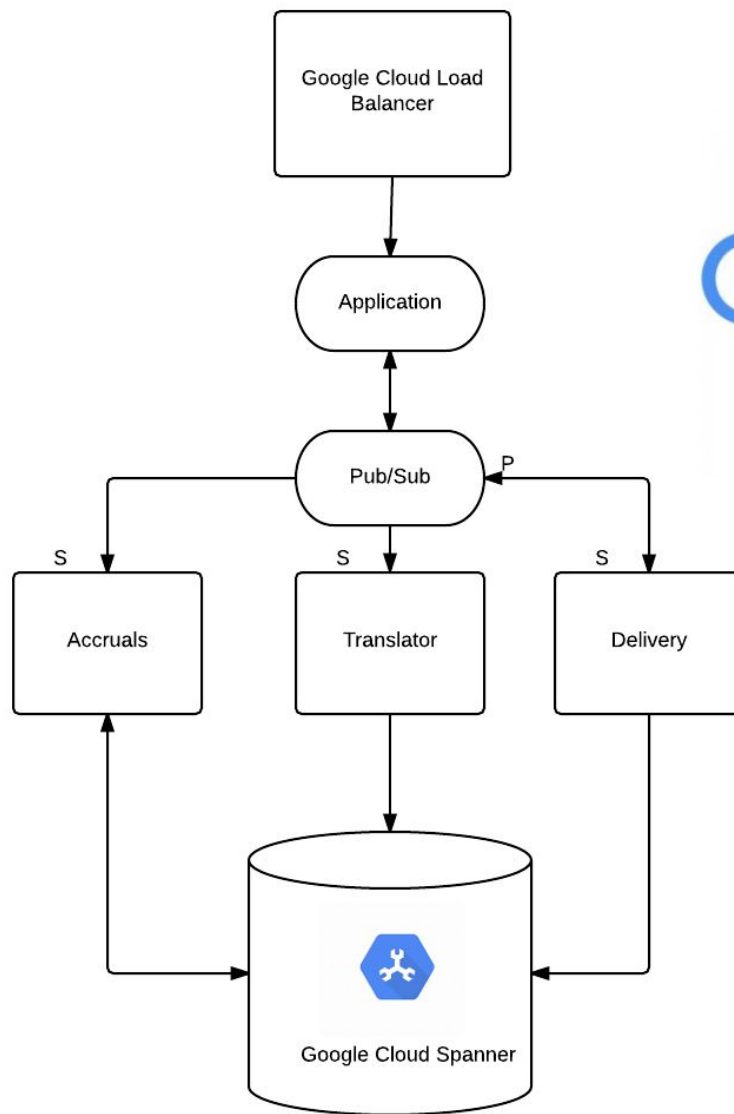 Google Cloud Load
Balancer
Application
Pub/Sub
P
S
S
S
Accruals
Translator
Delivery
Google Cloud Spanner